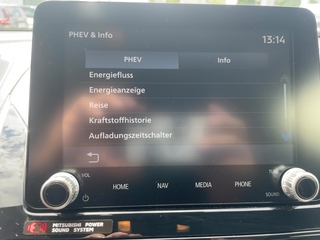 PHEV & Info
13:14
PHEV Info
Energiefluss
Energieanzeige
Reise
Kraftstoffhistorie
Aufladungszeitschalter
VOL SOUND
HOME NAV MEDIA PHONE
MITSUBISHI POWER
SOUND SYSTEM